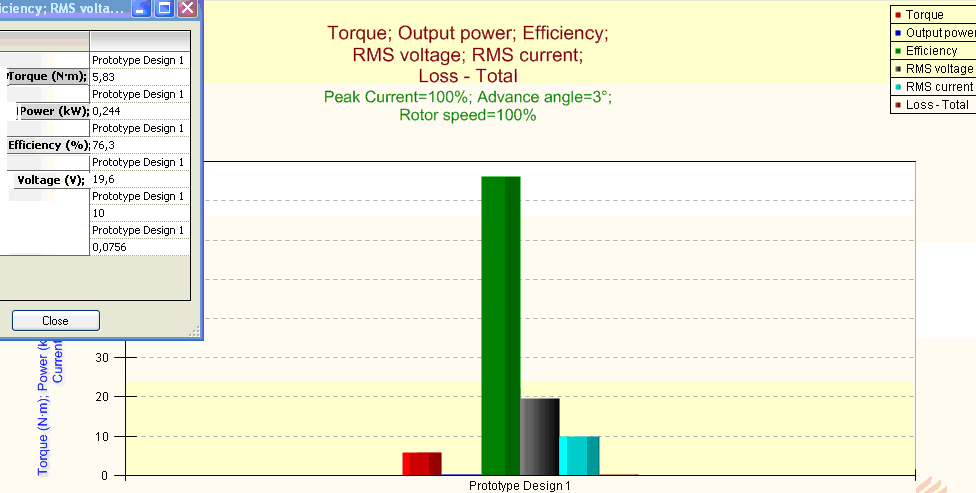 iciency; RMS volta...
Prototype Design 1
Torque (N·m); 5,83
Prototype Design 1
Power (kW); 0,244
Prototype Design 1
Efficiency (%); 76,3
Prototype Design 1
Voltage (V); 19,6
Prototype Design 1
10
Prototype Design 1
0,0756
Close
Torque; Output power; Efficiency;
RMS voltage; RMS current;
Loss - Total
Peak Current=100%; Advance angle=3°;
Rotor speed=100%
Torque
Output power
Efficiency
RMS voltage
RMS current
Loss - Total
Torque (N·m); Power (k
Current
30
20
10
0
Prototype Design 1